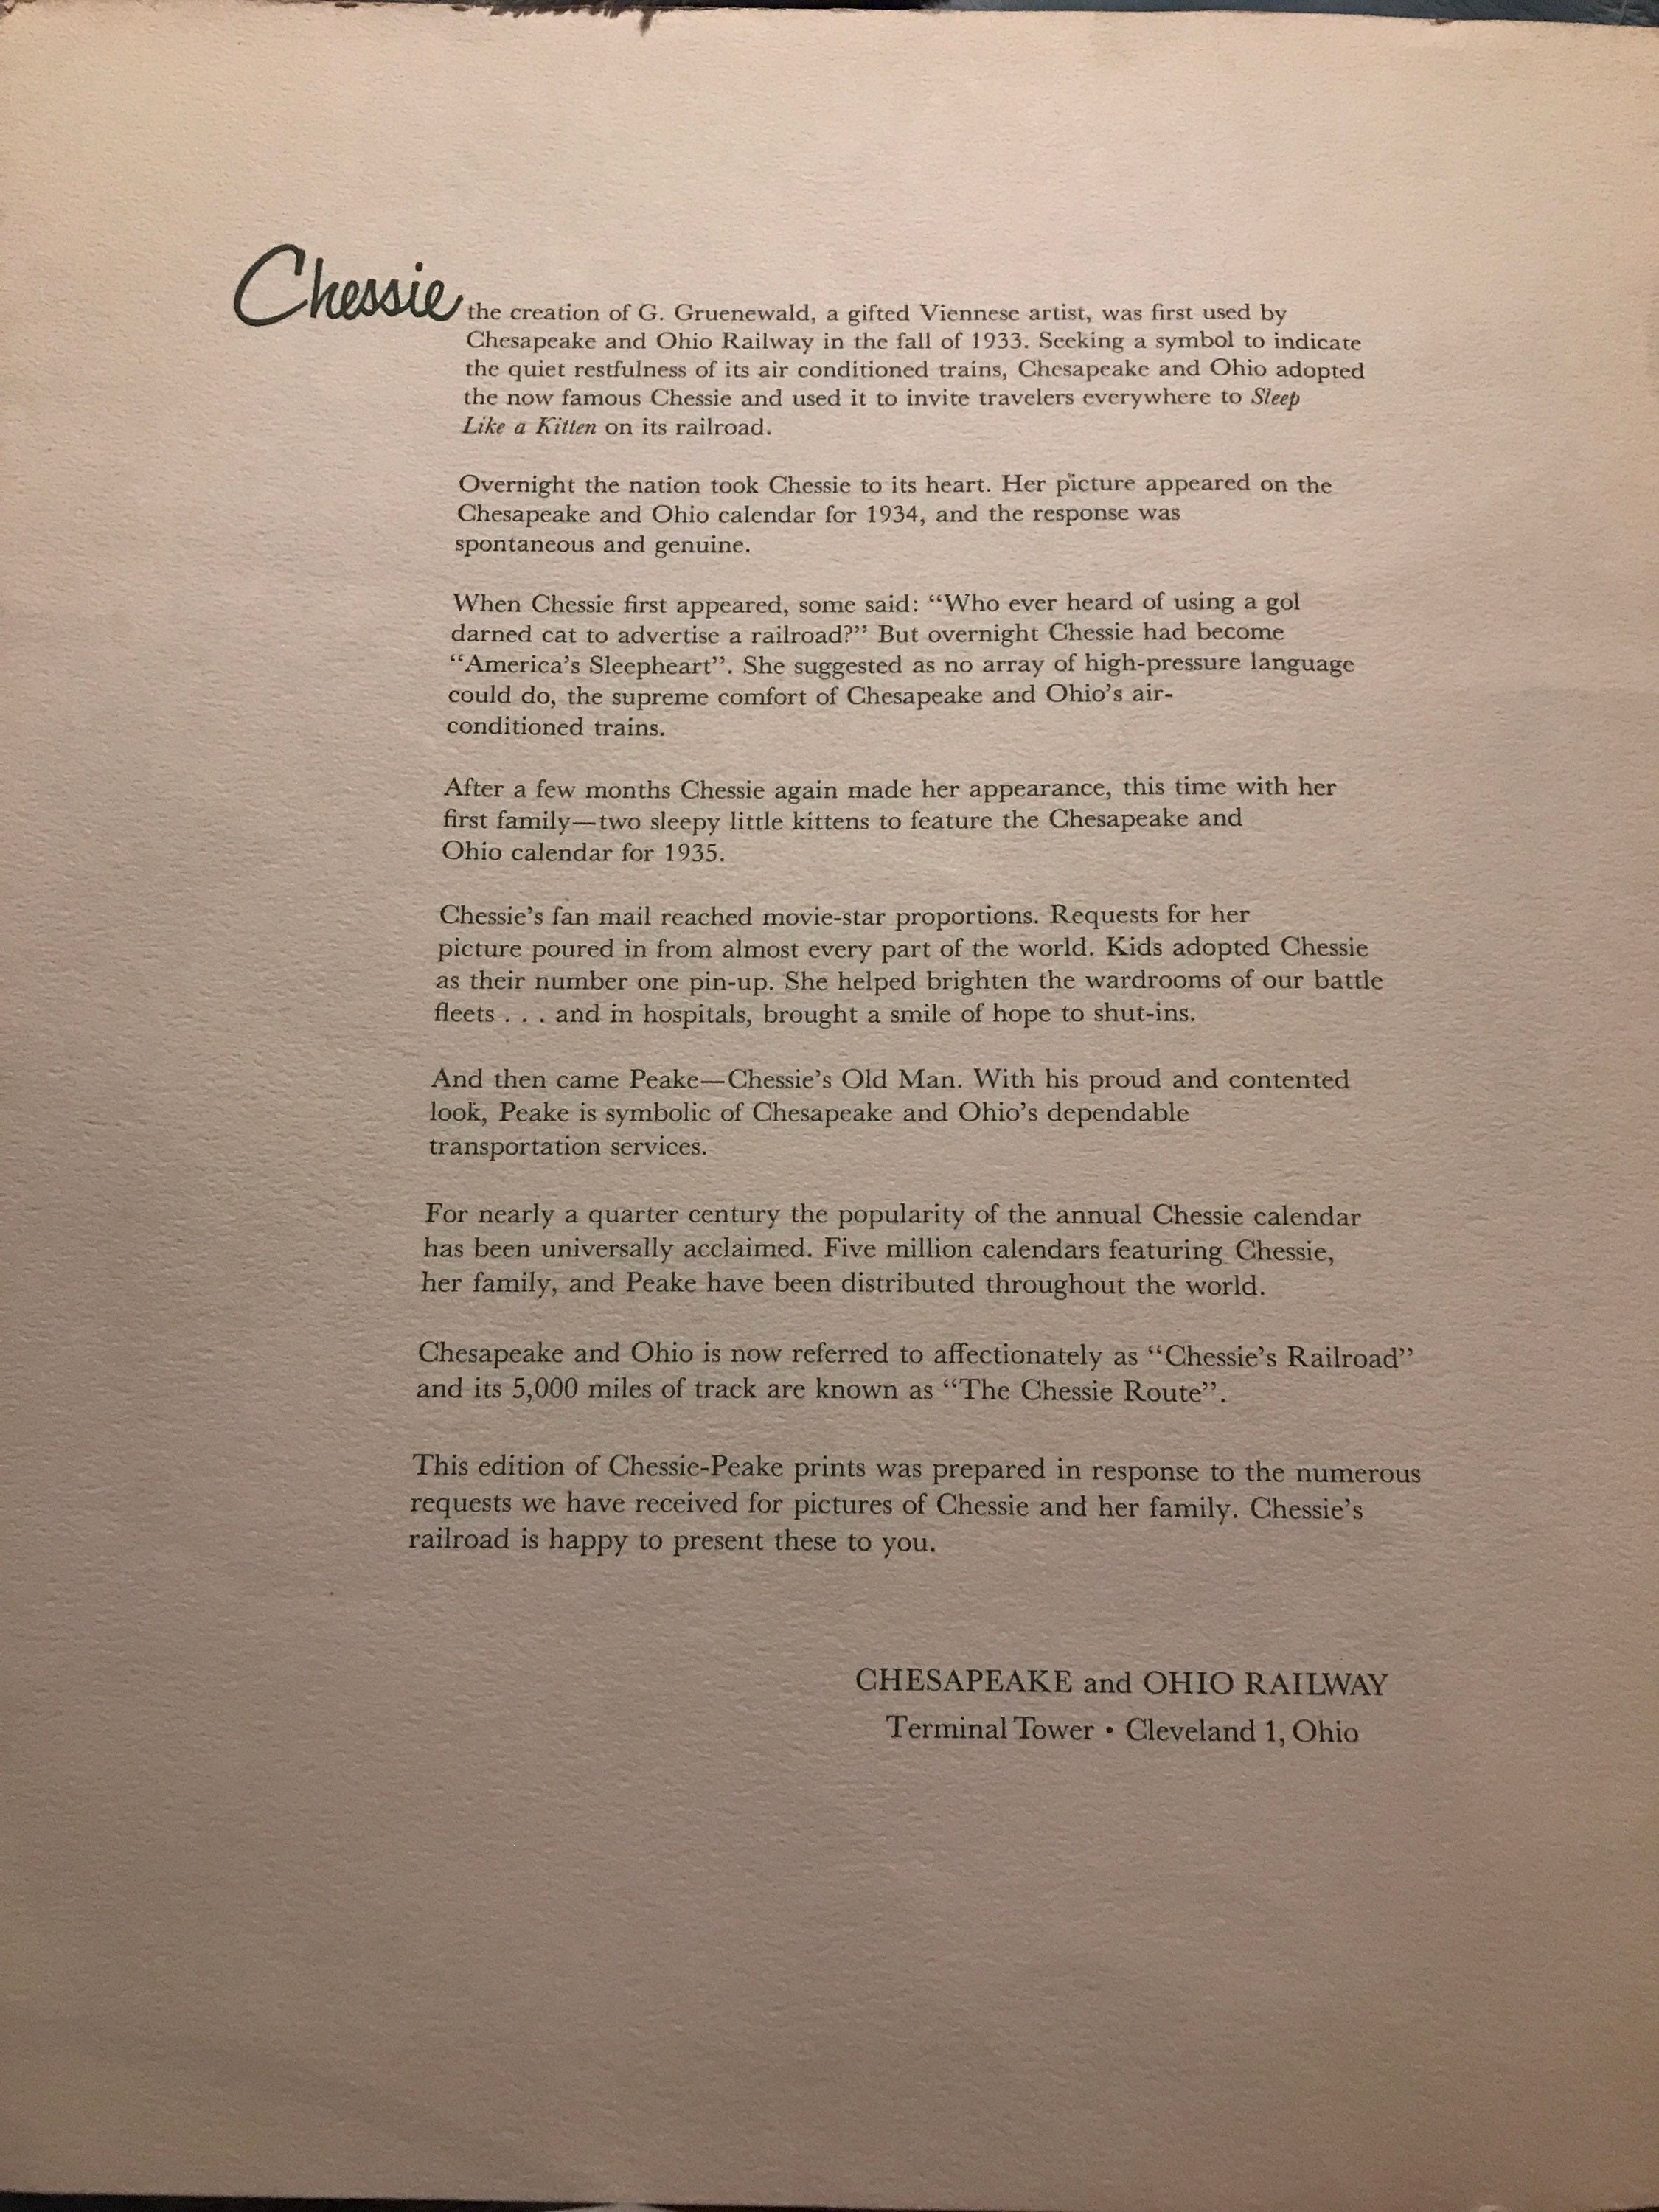 Chessie the creation of G. Gruenewald, a gifted Viennese artist, was first used by
Chesapeake and Ohio Railway in the fall of 1933. Seeking a symbol to indicate
the quiet restfulness of its air conditioned trains, Chesapeake and Ohio adopted
the now famous Chessie and used it to invite travelers everywhere to Sleep
Like a Kitten on its railroad.
Overnight the nation took Chessie to its heart. Her picture appeared on the
Chesapeake and Ohio calendar for 1934, and the response was
spontaneous and genuine.
When Chessie first appeared, some said: “Who ever heard of using a gol
darned cat to advertise a railroad?” But overnight Chessie had become
“America’s Sleepheart”. She suggested as no array of high-pressure language
could do, the supreme comfort of Chesapeake and Ohio’s air-
conditioned trains.
After a few months Chessie again made her appearance, this time with her
first family—two sleepy little kittens to feature the Chesapeake and
Ohio calendar for 1935.
Chessie’s fan mail reached movie-star proportions. Requests for her
picture poured in from almost every part of the world. Kids adopted Chessie
as their number one pin-up. She helped brighten the wardrooms of our battle
fleets . . . and in hospitals, brought a smile of hope to shut-ins.
And then came Peake—Chessie’s Old Man. With his proud and contented
look, Peake is symbolic of Chesapeake and Ohio’s dependable
transportation services.
For nearly a quarter century the popularity of the annual Chessie calendar
has been universally acclaimed. Five million calendars featuring Chessie,
her family, and Peake have been distributed throughout the world.
Chesapeake and Ohio is now referred to affectionately as “Chessie’s Railroad”
and its 5,000 miles of track are known as “The Chessie Route”.
This edition of Chessie-Peake prints was prepared in response to the numerous
requests we have received for pictures of Chessie and her family. Chessie’s
railroad is happy to present these to you.
CHESAPEAKE and OHIO RAILWAY
Terminal Tower • Cleveland 1, Ohio